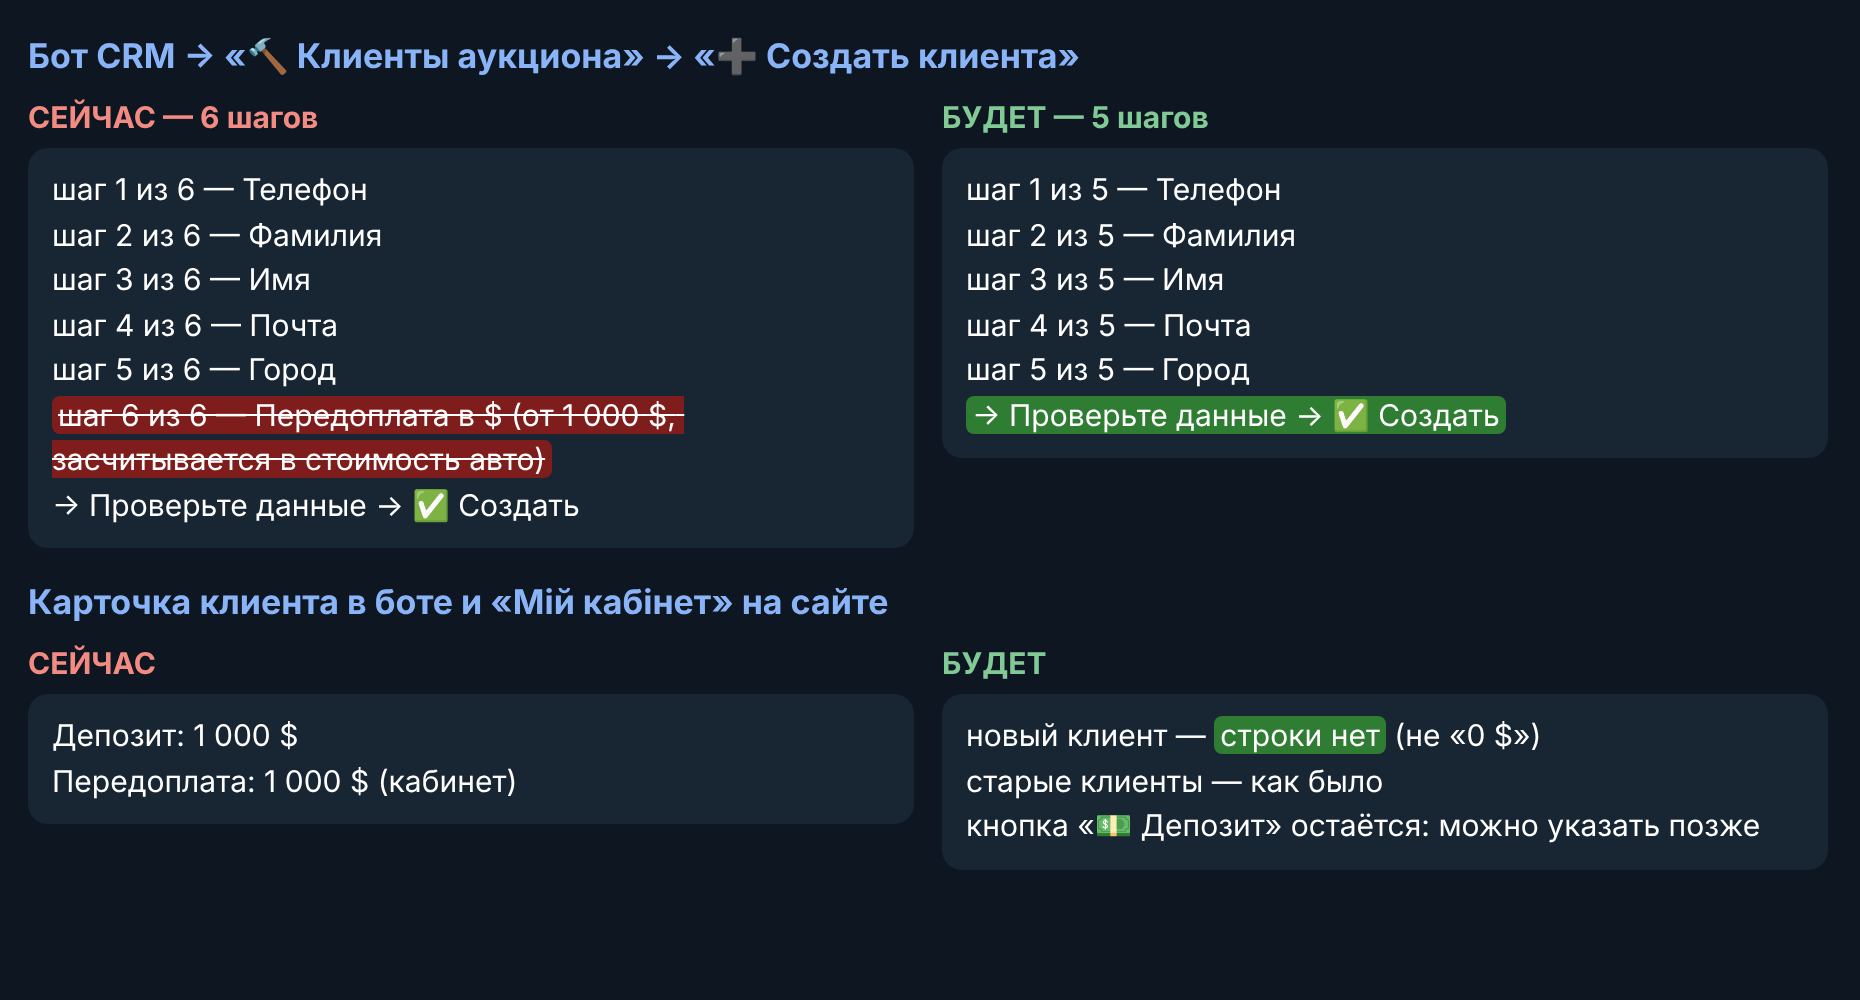 Бот CRM → «🔨 Клиенты аукциона» → «➕ Создать клиента»
СЕЙЧАС — 6 шагов
шаг 1 из 6 — Телефон
шаг 2 из 6 — Фамилия
шаг 3 из 6 — Имя
шаг 4 из 6 — Почта
шаг 5 из 6 — Город
шаг 6 из 6 — Передоплата в $ (от 1 000 $,
засчитывается в стоимость авто)
→ Проверьте данные → ✅ Создать
БУДЕТ — 5 шагов
шаг 1 из 5 — Телефон
шаг 2 из 5 — Фамилия
шаг 3 из 5 — Имя
шаг 4 из 5 — Почта
шаг 5 из 5 — Город
→ Проверьте данные → ✅ Создать
Карточка клиента в боте и «Мій кабінет» на сайте
СЕЙЧАС
Депозит: 1 000 $
Передоплата: 1 000 $ (кабинет)
БУДЕТ
новый клиент — строки нет (не «0 $»)
старые клиенты — как было
кнопка «💵 Депозит» остаётся: можно указать позже